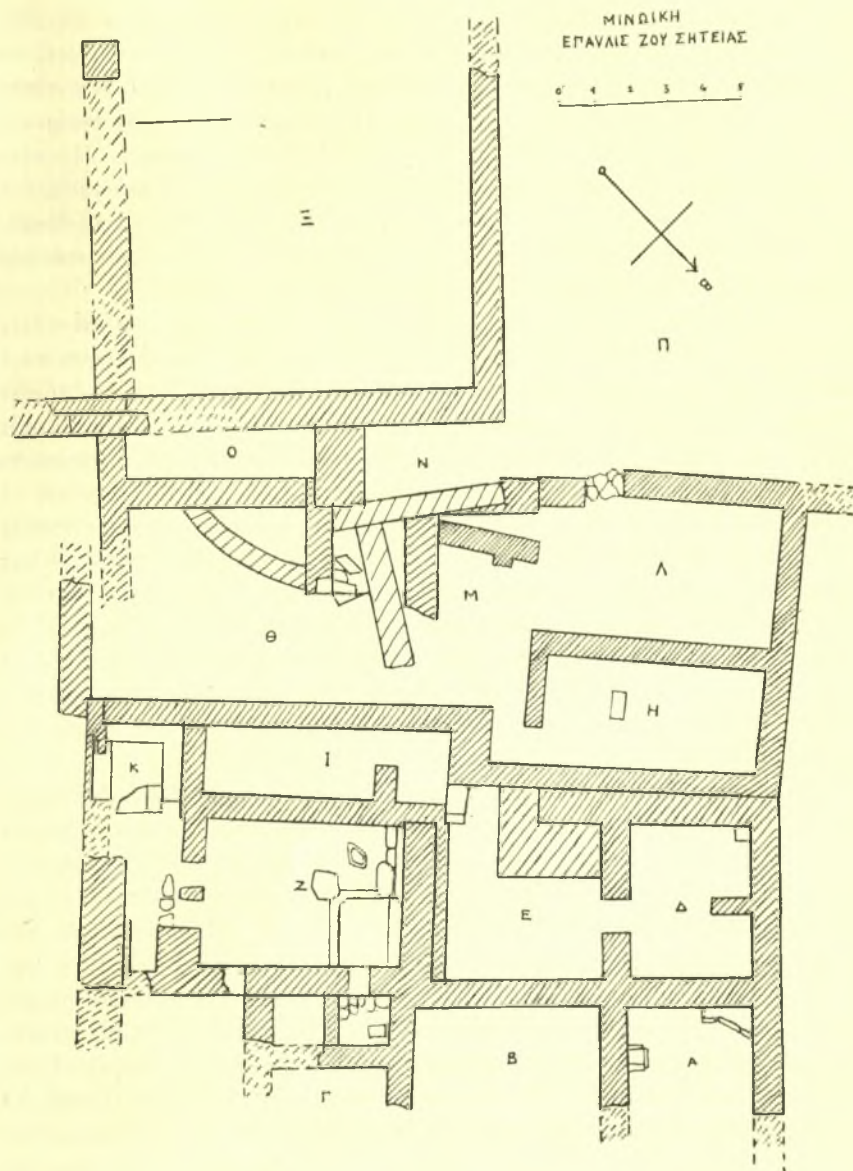 ΜΙΝΩΙΚΗ
ΕΠΑΥΛΙΣ ΖΟΥ ΣΗΤΕΙΑΣ
0 1 2 3 4 5
Ξ
Β
Π
Ο
Ν
Λ
Μ
Θ
Η
Ι
Κ
Ζ
Ε
Δ
Β
Α
Γ